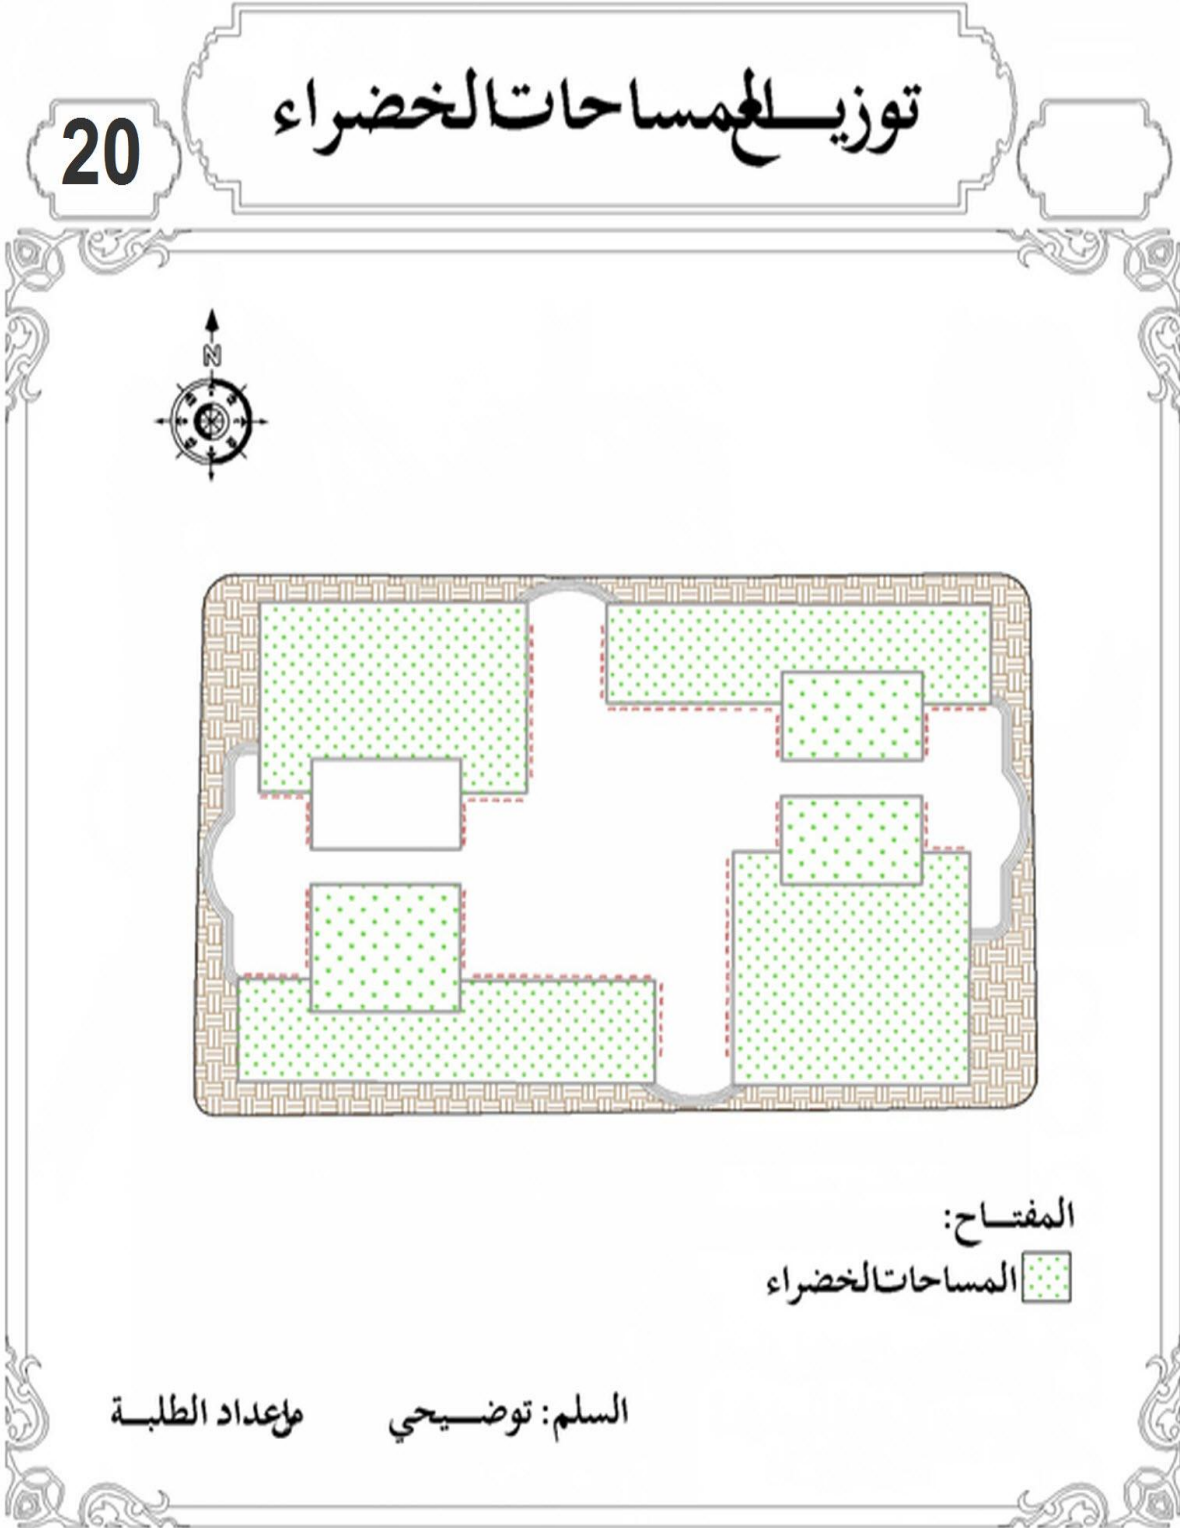 توزيع المساحات الخضراء
20
N
المفتاح:
المساحات الخضراء
السلم: توضيحي
من إعداد الطلبة